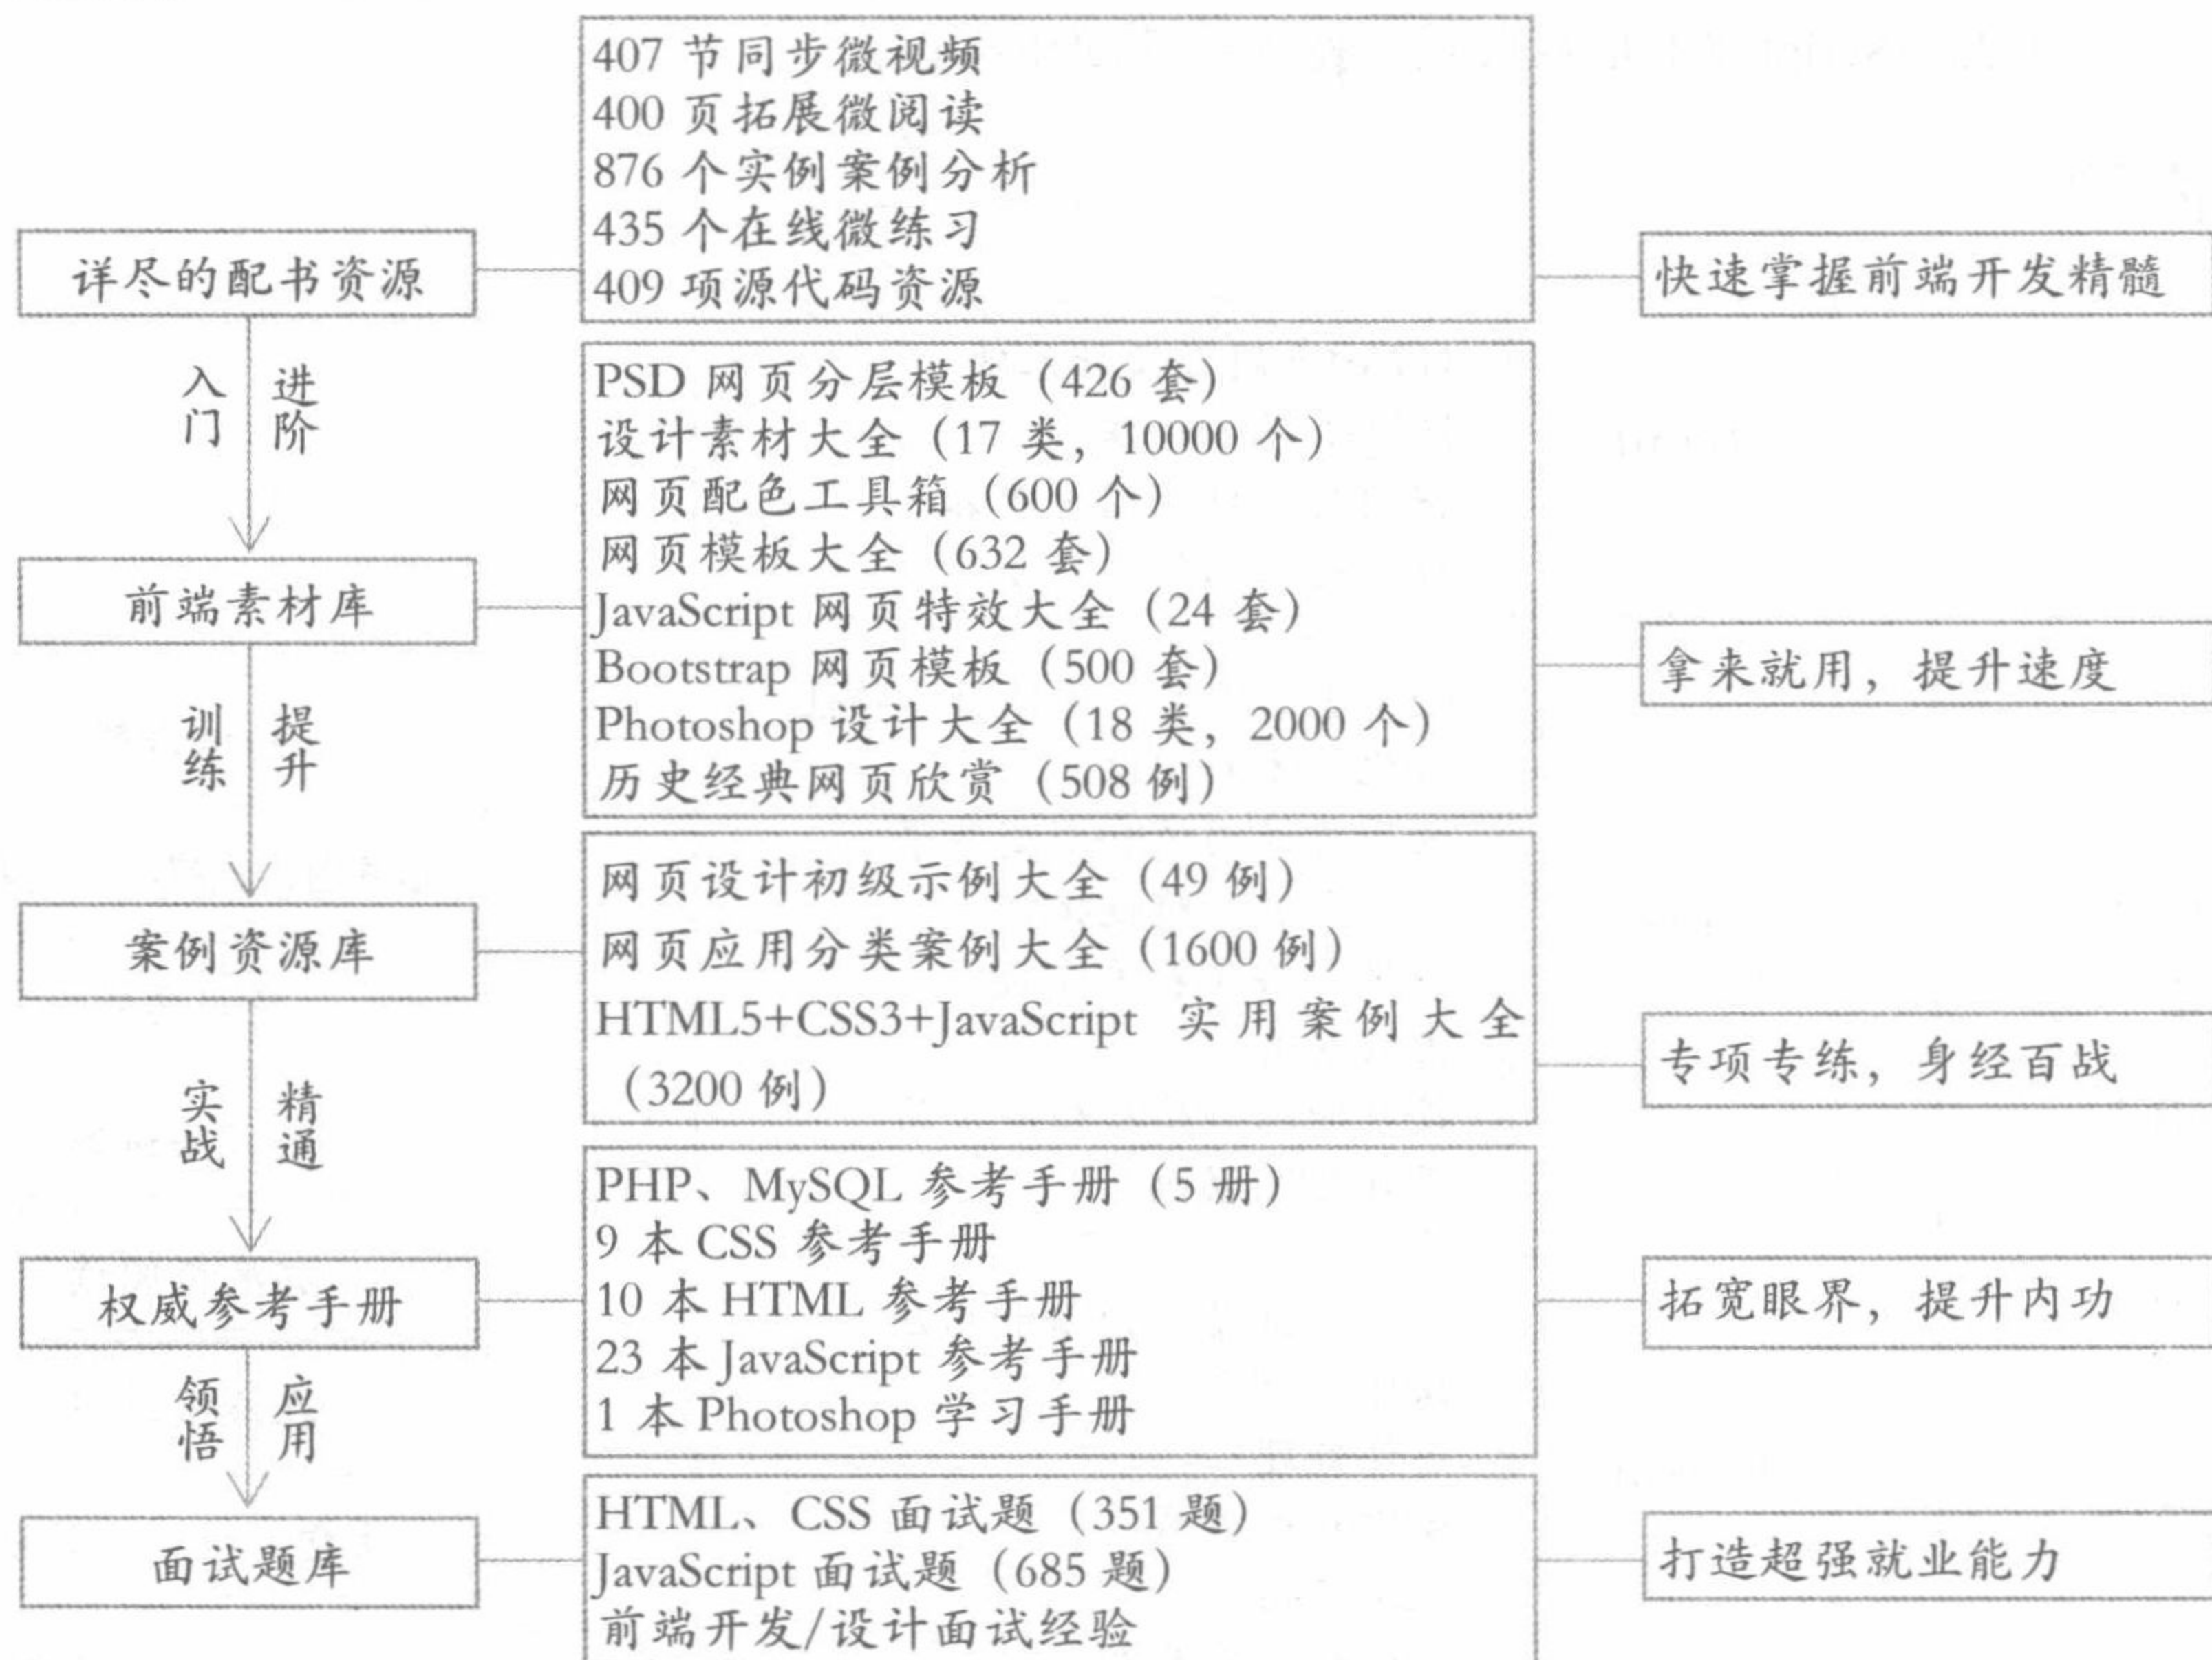 407 节同步微视频
400 页拓展微阅读
876 个实例案例分析
435 个在线微练习
409 项源代码资源
详尽的配书资源
快速掌握前端开发精髓
入门
进阶
PSD 网页分层模板（426 套）
设计素材大全（17 类，10000 个）
网页配色工具箱（600 个）
网页模板大全（632 套）
JavaScript 网页特效大全（24 套）
Bootstrap 网页模板（500 套）
Photoshop 设计大全（18 类，2000 个）
历史经典网页欣赏（508 例）
前端素材库
拿来就用，提升速度
训练
提升
网页设计初级示例大全（49 例）
网页应用分类案例大全（1600 例）
HTML5+CSS3+JavaScript 实用案例大全
（3200 例）
案例资源库
专项专练，身经百战
实战
精通
PHP、MySQL 参考手册（5 册）
9 本 CSS 参考手册
10 本 HTML 参考手册
23 本 JavaScript 参考手册
1 本 Photoshop 学习手册
权威参考手册
拓宽眼界，提升内功
领悟
应用
HTML、CSS 面试题（351 题）
JavaScript 面试题（685 题）
前端开发/设计面试经验
面试题库
打造超强就业能力